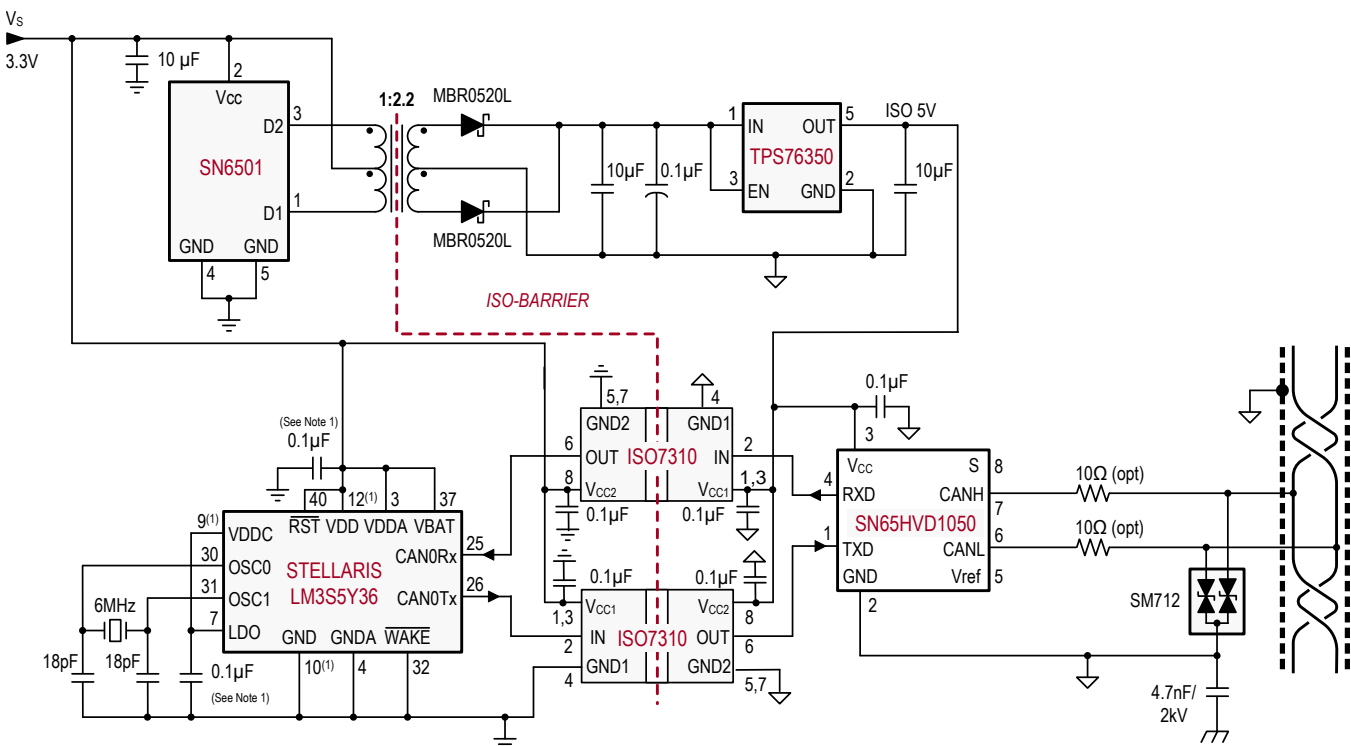 VS
3.3V
10 µF
2
Vcc
D2
3
SN6501
D1
1
GND GND
4
5
1:2.2
MBR0520L
MBR0520L
10µF
0.1µF
1
IN
OUT
5
TPS76350
3
EN
GND
2
ISO 5V
10µF
ISO-BARRIER
(See Note 1)
0.1µF
40
12(1)
3
37
RST VDD VDDA VBAT
9(1)
VDDC
30
OSC0
31
OSC1
7
LDO
STELLARIS
LM3S5Y36
CAN0Rx
25
CAN0Tx
26
GND GNDA WAKE
10(1)
4
32
6MHz
18pF
18pF
0.1µF
(See Note 1)
5,7
4
GND2
GND1
6
OUT
ISO7310
IN
2
8
VCC2
VCC1
1,3
0.1µF
0.1µF
0.1µF
0.1µF
VCC1
VCC2
1,3
8
IN
ISO7310
OUT
2
6
GND1
GND2
4
5,7
0.1µF
3
VCC
S
8
4
RXD
CANH
7
SN65HVD1050
1
TXD
CANL
6
GND
Vref
5
2
10Ω (opt)
10Ω (opt)
SM712
4.7nF/
2kV